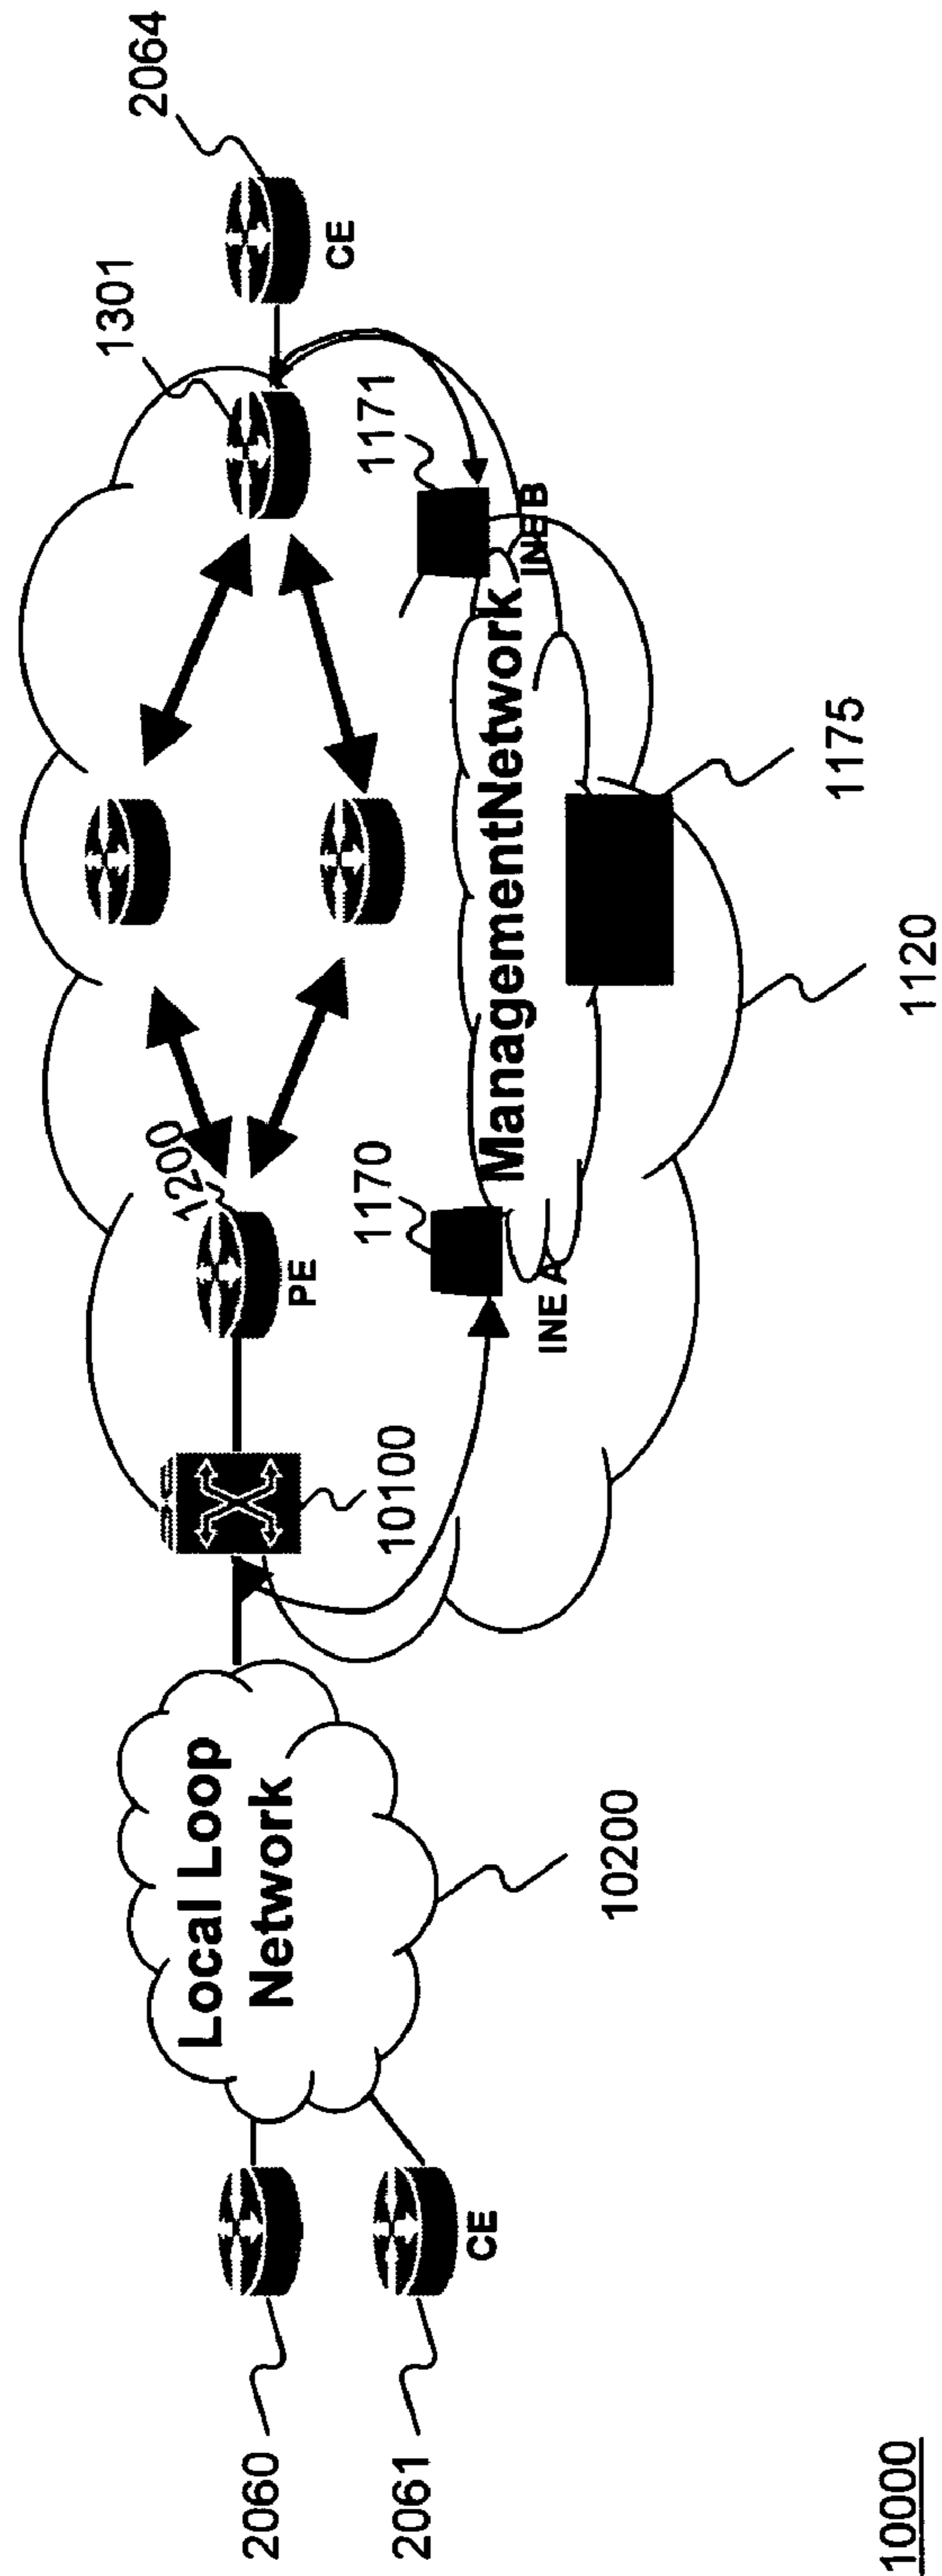 2064
1301
CE
1171
INE B
1200
PE
1170
INE A
ManagementNetwork
1175
1120
10100
Local Loop
Network
10200
2060
2061
CE
10000